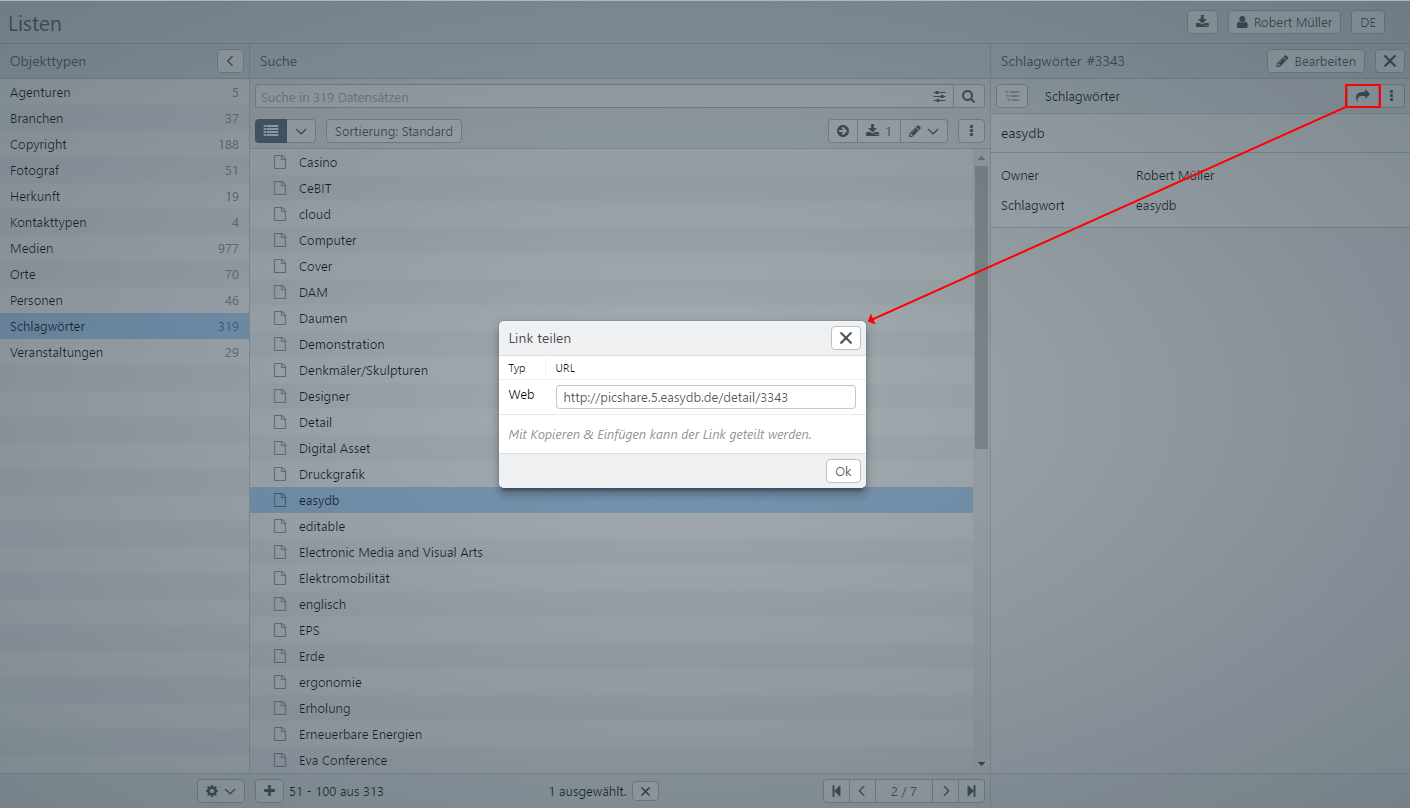 Listen
Robert Müller
DE
Objekttypen
Agenturen 5
Branchen 37
Copyright 188
Fotograf 51
Herkunft 19
Kontakttypen 4
Medien 977
Orte 70
Personen 46
Schlagwörter 319
Veranstaltungen 29
Suche
Suche in 319 Datensätzen
Sortierung: Standard
1
Casino
CeBIT
cloud
Computer
Cover
DAM
Daumen
Demonstration
Denkmäler/Skulpturen
Designer
Detail
Digital Asset
Druckgrafik
easydb
editable
Electronic Media and Visual Arts
Elektromobilität
englisch
EPS
Erde
ergonomie
Erholung
Erneuerbare Energien
Eva Conference
51 - 100 aus 313
1 ausgewählt.
2 / 7
Schlagwörter #3343
Bearbeiten
Schlagwörter
easydb
Owner Robert Müller
Schlagwort easydb
Link teilen
Typ URL
Web http://picshare.5.easydb.de/detail/3343
Mit Kopieren & Einfügen kann der Link geteilt werden.
Ok